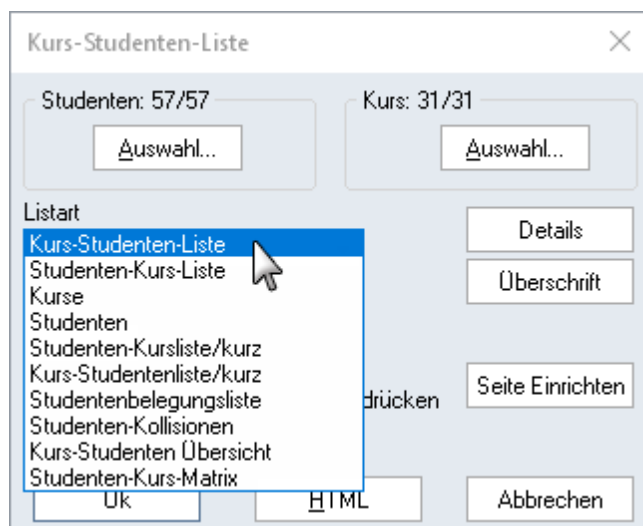 Kurs-Studenten-Liste
Studenten: 57/57
Kurs: 31/31
Auswahl...
Auswahl...
Listart
Kurs-Studenten-Liste
Studenten-Kurs-Liste
Kurse
Studenten
Studenten-Kursliste/kurz
Kurs-Studentenliste/kurz
Studentenbelegungsliste
Studenten-Kollisionen
Kurs-Studenten Übersicht
Studenten-Kurs-Matrix
Details
Überschrift
drücken
Seite Einrichten
Ok
HTML
Abbrechen